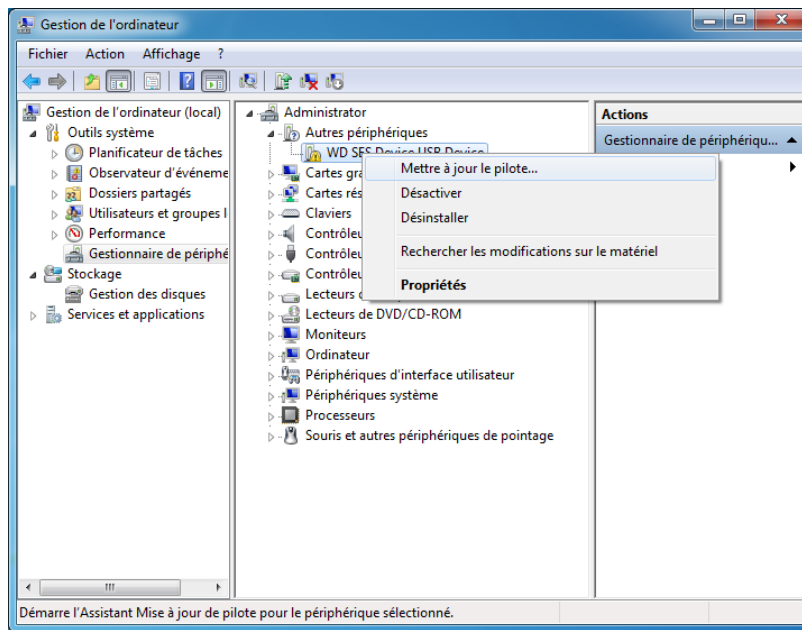 Gestion de l'ordinateur
Fichier Action Affichage ?
Gestion de l'ordinateur (local)
Outils système
Planificateur de tâches
Observateur d'événeme
Dossiers partagés
Utilisateurs et groupes l
Performance
Gestionnaire de périphé
Stockage
Gestion des disques
Services et applications
Administrator
Autres périphériques
WD SES Device USB Device
Cartes gra
Cartes rés
Claviers
Contrôleu
Contrôleu
Contrôleu
Lecteurs
Lecteurs de DVD/CD-ROM
Moniteurs
Ordinateur
Périphériques d'interface utilisateur
Périphériques système
Processeurs
Souris et autres périphériques de pointage
Mettre à jour le pilote...
Désactiver
Désinstaller
Rechercher les modifications sur le matériel
Propriétés
Actions
Gestionnaire de périphériqu...
Démarre l'Assistant Mise à jour de pilote pour le périphérique sélectionné.